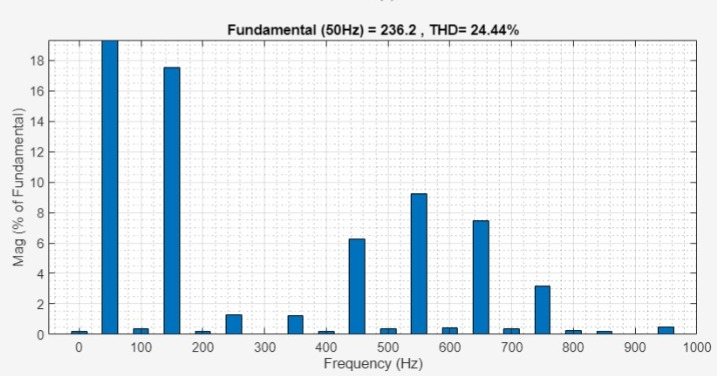 Fundamental (50Hz) = 236.2 , THD= 24.44%
Mag (% of Fundamental)
18
16
14
12
10
8
6
4
2
0
0 100 200 300 400 500 600 700 800 900 1000
Frequency (Hz)